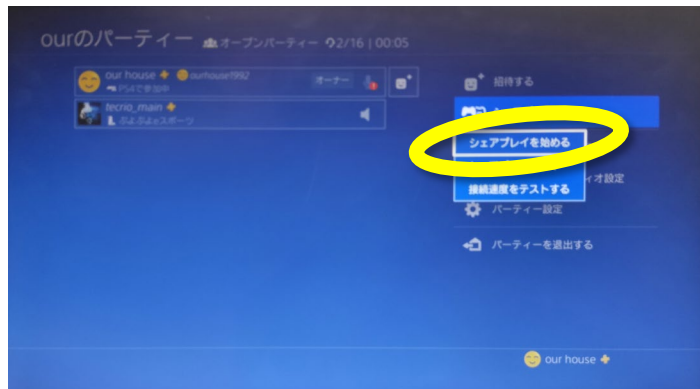 ourのパーティー オープンパーティー 2/16 | 00:05
our house ourhouse1992 オーナー
PS4で参加中
tecrio_main
ぷよぷよeスポーツ
招待する
シェアプレイを始める
ィオ設定
接続速度をテストする
パーティー設定
パーティーを退出する
our house